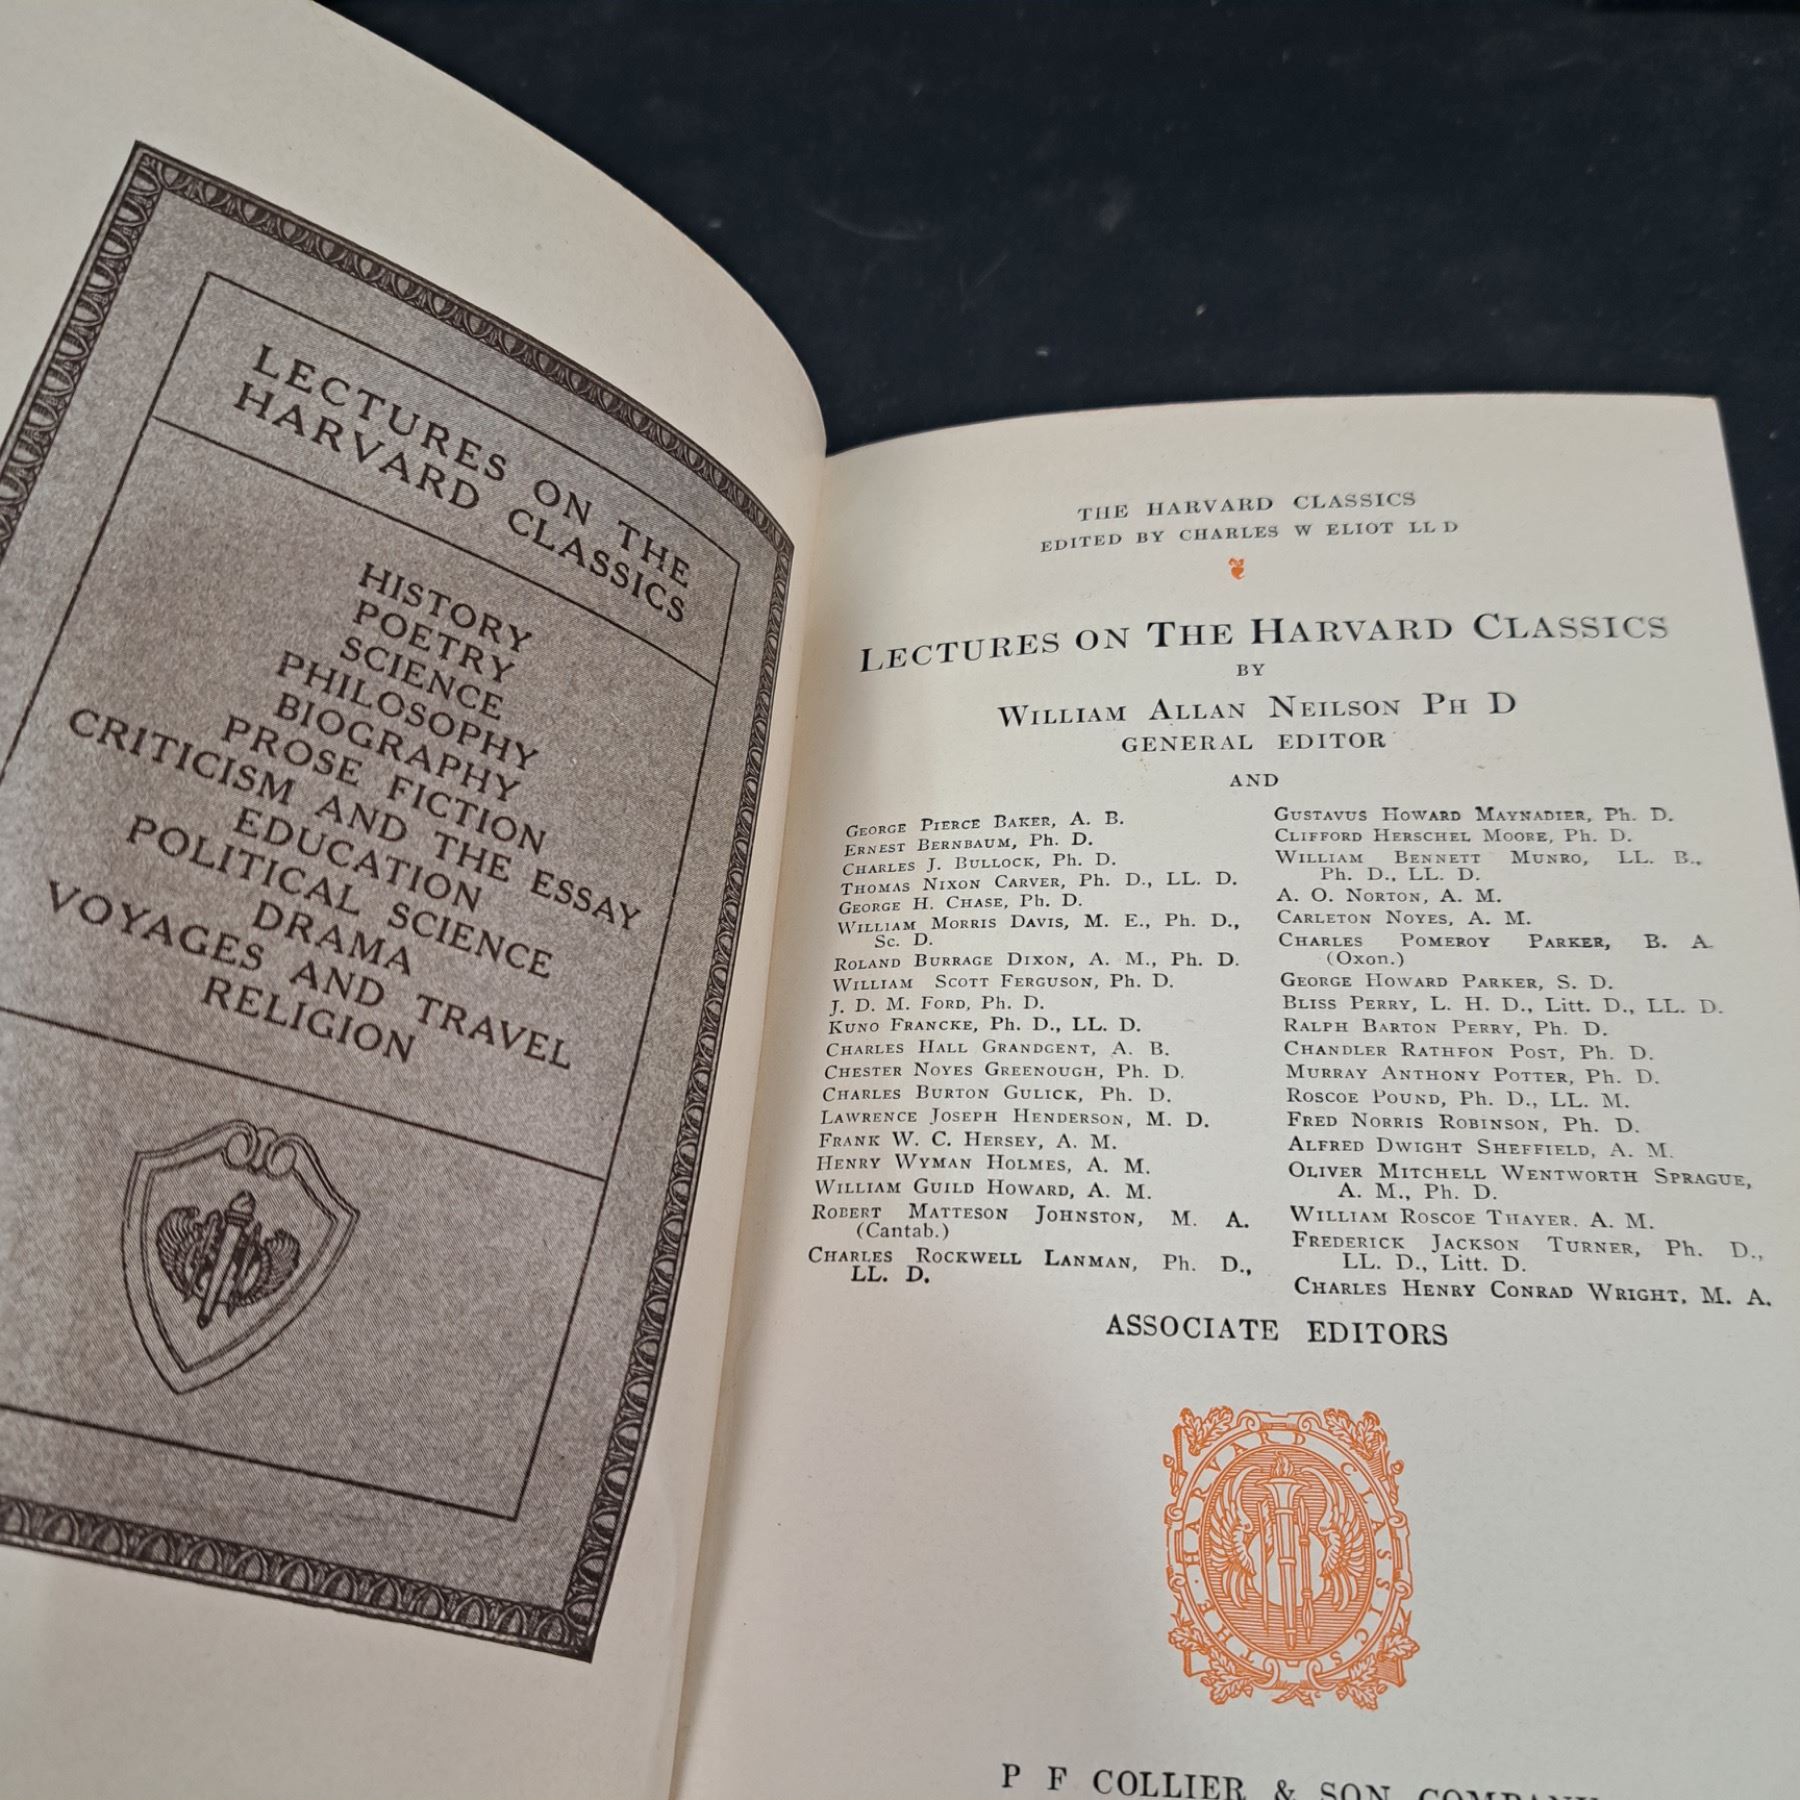 LECTURES ON THE
HARVARD CLASSICS
HISTORY
POETRY
SCIENCE
PHILOSOPHY
BIOGRAPHY
PROSE FICTION
CRITICISM AND THE ESSAY
EDUCATION
POLITICAL SCIENCE
DRAMA
VOYAGES AND TRAVEL
RELIGION
THE HARVARD CLASSICS
EDITED BY CHARLES W ELIOT LL D
LECTURES ON THE HARVARD CLASSICS
BY
WILLIAM ALLAN NEILSON PH D
GENERAL EDITOR
AND
GEORGE PIERCE BAKER, A. B.
ERNEST BERNBAUM, Ph. D.
CHARLES J. BULLOCK, Ph. D.
THOMAS NIXON CARVER, Ph. D., LL. D.
GEORGE H. CHASE, Ph. D.
WILLIAM MORRIS DAVIS, M. E., Ph. D.,
Sc. D.
ROLAND BURRAGE DIXON, A. M., Ph. D.
WILLIAM SCOTT FERGUSON, Ph. D.
J. D. M. FORD, Ph. D.
KUNO FRANCKE, Ph. D., LL. D.
CHARLES HALL GRANDGENT, A. B.
CHESTER NOYES GREENOUGH, Ph. D.
CHARLES BURTON GULICK, Ph. D.
LAWRENCE JOSEPH HENDERSON, M. D.
FRANK W. C. HERSEY, A. M.
HENRY WYMAN HOLMES, A. M.
WILLIAM GUILD HOWARD, A. M.
ROBERT MATTESON JOHNSTON, M. A.
(Cantab.)
CHARLES ROCKWELL LANMAN, Ph. D.,
LL. D.
GUSTAVUS HOWARD MAYNADIER, Ph. D.
CLIFFORD HERSCHEL MOORE, Ph. D.
WILLIAM BENNETT MUNRO, LL. B.,
Ph. D., LL. D.
A. O. NORTON, A. M.
CARLETON NOYES, A. M.
CHARLES POMEROY PARKER, B. A.
(Oxon.)
GEORGE HOWARD PARKER, S. D.
BLISS PERRY, L. H. D., Litt. D., LL. D.
RALPH BARTON PERRY, Ph. D.
CHANDLER RATHFON POST, Ph. D.
MURRAY ANTHONY POTTER, Ph. D.
ROSCOE POUND, Ph. D., LL. M.
FRED NORRIS ROBINSON, Ph. D.
ALFRED DWIGHT SHEFFIELD, A. M.
OLIVER MITCHELL WENTWORTH SPRAGUE,
A. M., Ph. D.
WILLIAM ROSCOE THAYER, A. M.
FREDERICK JACKSON TURNER, Ph. D.,
LL. D., Litt. D.
CHARLES HENRY CONRAD WRIGHT, M. A.
ASSOCIATE EDITORS
THE · HARVARD CLASSICS
P F COLLIER & SON COMPANY